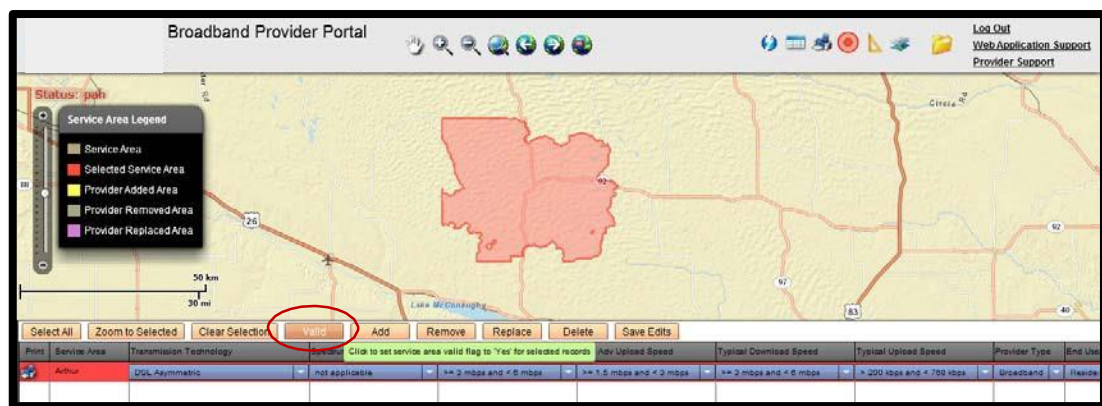 Broadband Provider Portal
Log Out
Web Application Support
Provider Support
Status: pah
Rd
Circle Rd
Service Area Legend
Service Area
Selected Service Area
Provider Added Area
Provider Removed Area
Provider Replaced Area
92
26
92
97
50 km
30 mi
Lake McConaughy
83
40
Select All Zoom to Selected Clear Selection Valid Add Remove Replace Delete Save Edits
Print Service Area Transmission Technology Click to set service area valid flag to 'Yes' for selected records Adv Upload Speed Typical Download Speed Typical Upload Speed Provider Type End Use
Arthur DSL Asymmetric not applicable >= 3 mbps and < 6 mbps >= 1.5 mbps and < 3 mbps >= 3 mbps and < 6 mbps > 200 kbps and < 768 kbps Broadband Reside